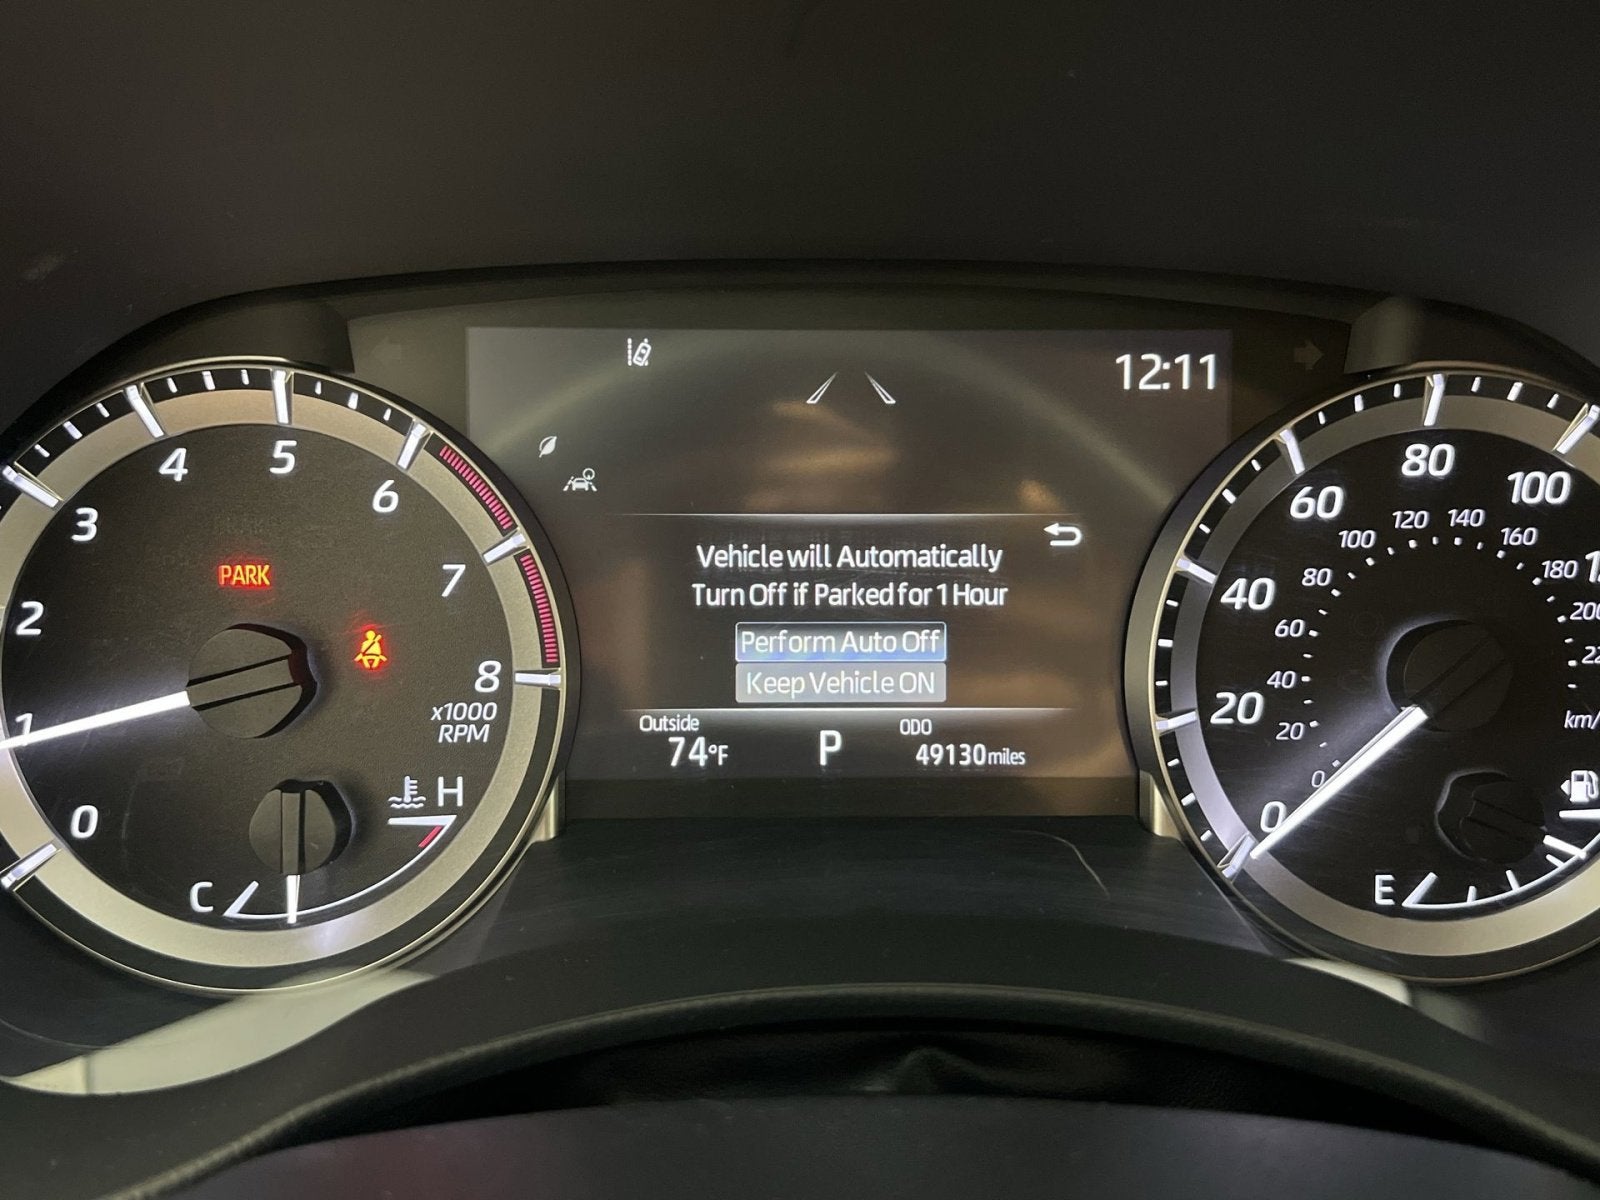 12:11
Vehicle will Automatically
Turn Off if Parked for 1 Hour
Perform Auto Off
Keep Vehicle ON
Outside
74°F
P
ODO
49130 miles
PARK
0
1
2
3
4
5
6
7
8
x1000
RPM
C
H
0
20
40
60
80
100
0
20
40
60
80
100
120
140
160
180
E